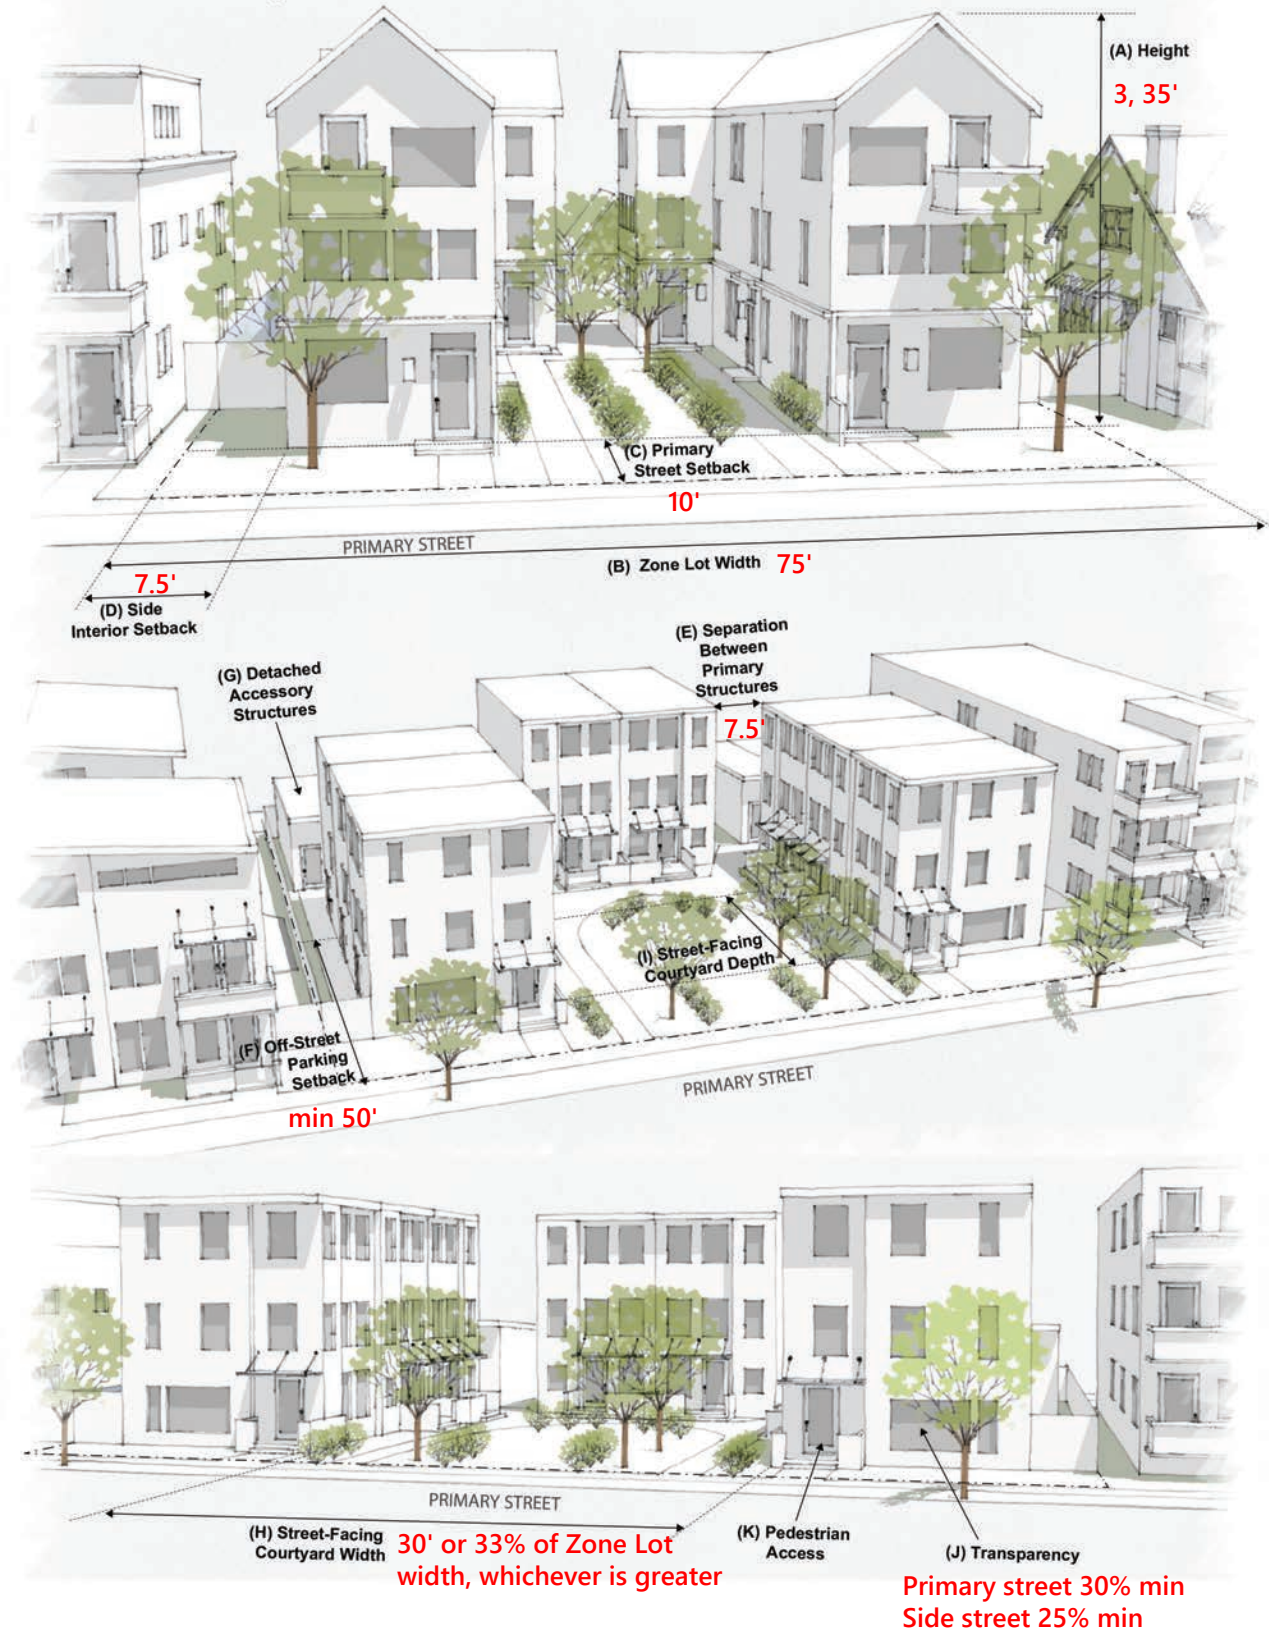 (A) Height
3, 35'
(C) Primary
Street Setback
10'
PRIMARY STREET
(B) Zone Lot Width 75'
7.5'
(D) Side
Interior Setback
(E) Separation
Between
Primary
Structures
7.5'
(G) Detached
Accessory
Structures
(I) Street-Facing
Courtyard Depth
(F) Off-Street
Parking
Setback
min 50'
PRIMARY STREET
PRIMARY STREET
(H) Street-Facing
Courtyard Width
30' or 33% of Zone Lot
width, whichever is greater
(K) Pedestrian
Access
(J) Transparency
Primary street 30% min
Side street 25% min